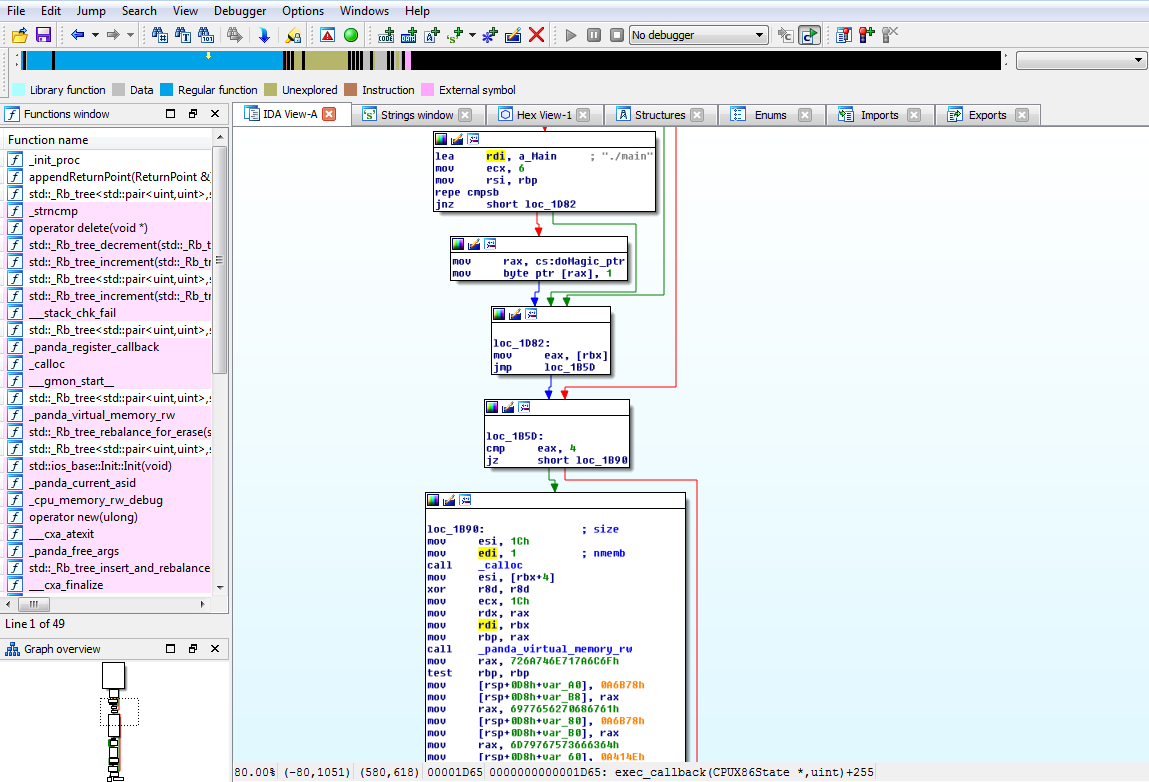 File Edit Jump Search View Debugger Options Windows Help
No debugger
Library function Data Regular function Unexplored Instruction External symbol
Functions window
IDA View-A Strings window Hex View-1 Structures Enums Imports Exports
Function name
_init_proc
appendReturnPoint(ReturnPoint &
std::_Rb_tree<std::pair<uint,uint>,s
_strncmp
operator delete(void *)
std::_Rb_tree_decrement(std::_Rb_t
std::_Rb_tree_increment(std::_Rb_tr
std::_Rb_tree<std::pair<uint,uint>,s
std::_Rb_tree_increment(std::_Rb_tr
___stack_chk_fail
std::_Rb_tree<std::pair<uint,uint>,s
_panda_register_callback
_calloc
___gmon_start__
std::_Rb_tree<std::pair<uint,uint>,s
_panda_virtual_memory_rw
std::_Rb_tree_rebalance_for_erase(s
std::_Rb_tree<std::pair<uint,uint>,s
std::ios_base::Init::Init(void)
_panda_current_asid
_cpu_memory_rw_debug
operator new(ulong)
___cxa_atexit
_panda_free_args
std::_Rb_tree_insert_and_rebalance
___cxa_finalize
Line 1 of 49
Graph overview
lea rdi, a_Main ; "./main"
mov ecx, 6
mov rsi, rbp
repe cmpsb
jnz short loc_1D82
mov rax, cs:doMagic_ptr
mov byte ptr [rax], 1
loc_1D82:
mov eax, [rbx]
jmp loc_1B5D
loc_1B5D:
cmp eax, 4
jz short loc_1B90
loc_1B90: ; size
mov esi, 1Ch
mov edi, 1 ; nmemb
call _calloc
mov esi, [rbx+4]
xor r8d, r8d
mov ecx, 1Ch
mov rdx, rax
mov rdi, rbx
mov rbp, rax
call _panda_virtual_memory_rw
mov rax, 726A746E717A6C6Fh
test rbp, rbp
mov [rsp+0D8h+var_A0], 0A6B78h
mov [rsp+0D8h+var_B8], rax
mov rax, 6977656270686761h
mov [rsp+0D8h+var_80], 0A6B78h
mov [rsp+0D8h+var_B0], rax
mov rax, 6D79767573666364h
mov [rsp+0D8h+var_60], 0A414Eh
80.00% (-80,1051) (580,618) 00001D65 0000000000001D65: exec_callback(CPUX86State *,uint)+255